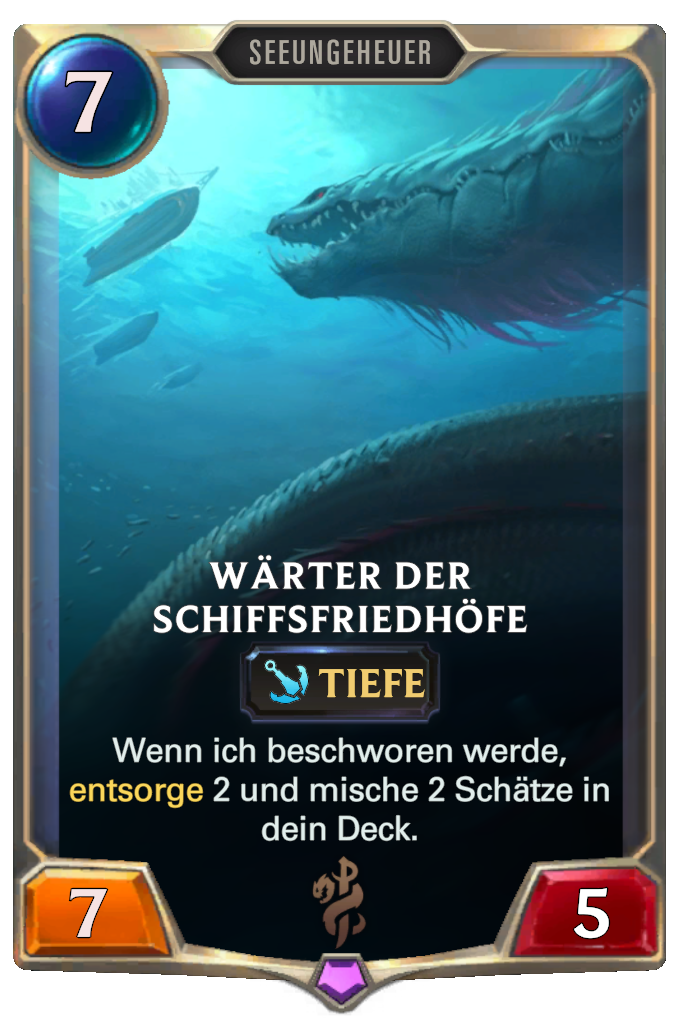 SEEUNGEHEUER
7
WÄRTER DER
SCHIFFSFRIEDHÖFE
TIEFE
Wenn ich beschworen werde,
entsorge 2 und mische 2 Schätze in
dein Deck.
7
5